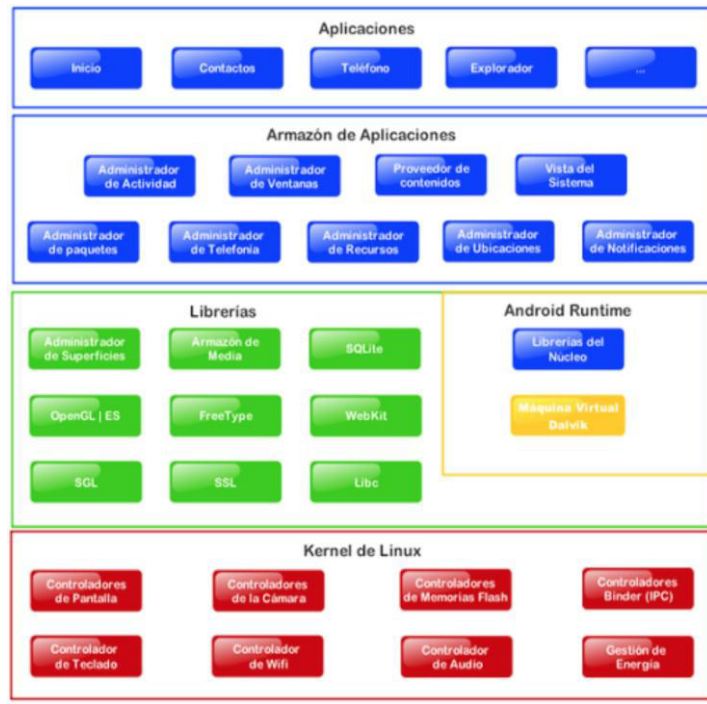 Aplicaciones
Inicio
Contactos
Teléfono
Explorador
...
Armazón de Aplicaciones
Administrador
de Actividad
Administrador
de Ventanas
Proveedor de
contenidos
Vista del
Sistema
Administrador
de paquetes
Administrador
de Telefonía
Administrador
de Recursos
Administrador
de Ubicaciones
Administrador
de Notificaciones
Librerías
Administrador
de Superficies
Armazón de
Media
SQLite
OpenGL | ES
FreeType
WebKit
SGL
SSL
Libc
Android Runtime
Librerías del
Núcleo
Máquina Virtual
Dalvik
Kernel de Linux
Controladores
de Pantalla
Controladores
de la Cámara
Controladores
de Memorias Flash
Controladores
Binder (IPC)
Controlador
de Teclado
Controlador
de Wifi
Controlador
de Audio
Gestión de
Energía